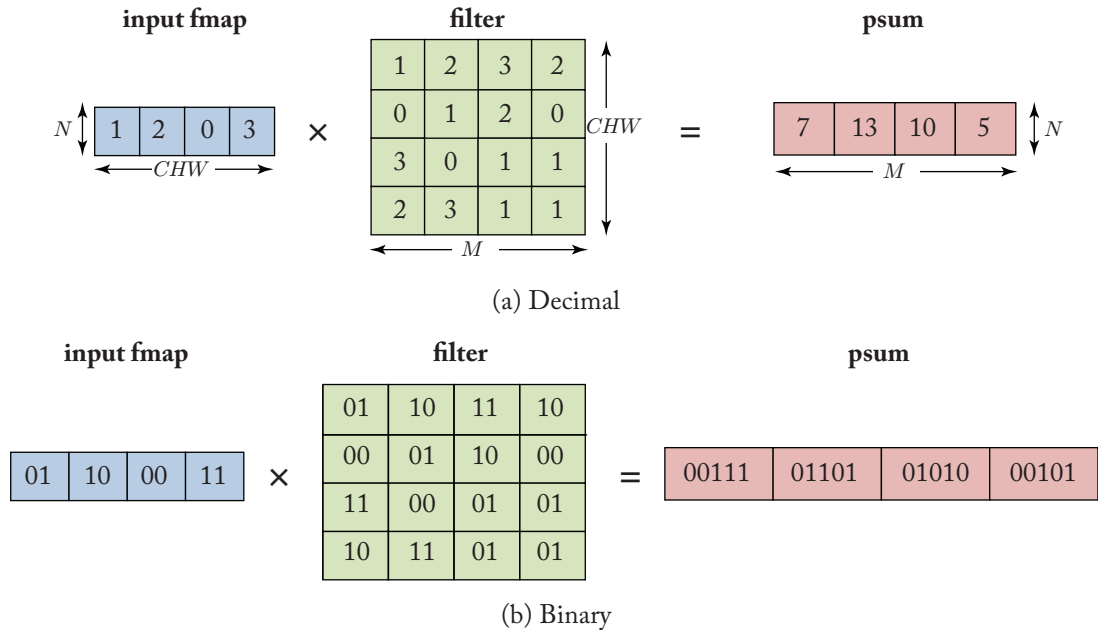 input fmap filter psum
1 2 3 2
N 1 2 0 3 × 0 1 2 0 CHW = 7 13 10 5 N
CHW 3 0 1 1 M
2 3 1 1
M
(a) Decimal
input fmap filter psum
01 10 11 10
01 10 00 11 × 00 01 10 00 = 00111 01101 01010 00101
11 00 01 01
10 11 01 01
(b) Binary